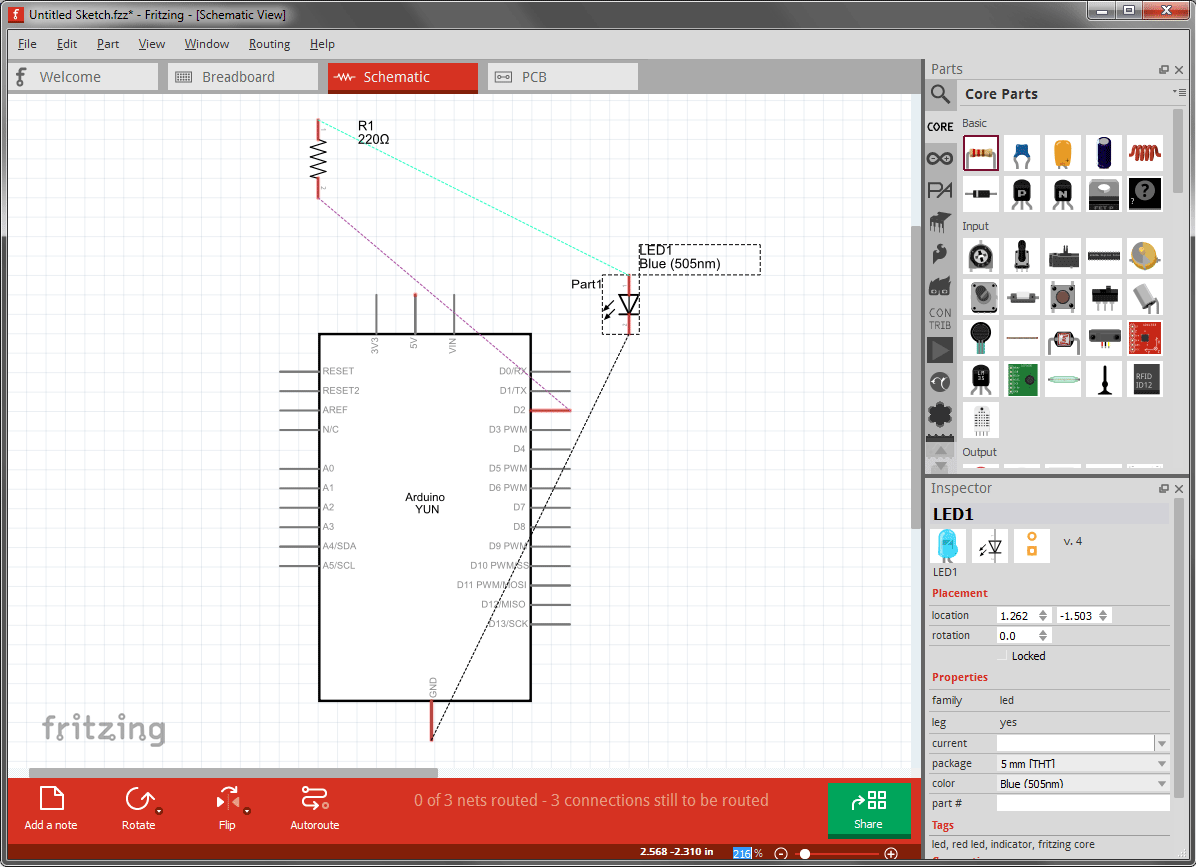 Untitled Sketch.fzz* - Fritzing - [Schematic View]
File Edit Part View Window Routing Help
Welcome Breadboard Schematic PCB
R1
220Ω
1
2
LED1
Blue (505nm)
Part1
3V3 5V VIN
RESET D0/RX
RESET2 D1/TX
AREF D2
N/C D3 PWM
D4
A0 D5 PWM
A1 D6 PWM
A2 D7
A3 D8
A4/SDA D9 PWM
A5/SCL D10 PWM/SS
D11 PWM/MOSI
D12/MISO
D13/SCK
Arduino
YUN
GND
fritzing
Parts
Core Parts
CORE
Basic
PA
P N
FET P
?
Input
CON
TRIB
LM
35
RFID
ID12
Output
Inspector
LED1
v. 4
LED1
Placement
location 1.262 -1.503
rotation 0.0
Locked
Properties
family led
leg yes
current
package 5 mm [THT]
color Blue (505nm)
part #
Tags
led, red led, indicator, fritzing core
Add a note Rotate Flip Autoroute
0 of 3 nets routed - 3 connections still to be routed
Share
2.568 -2.310 in 216 %